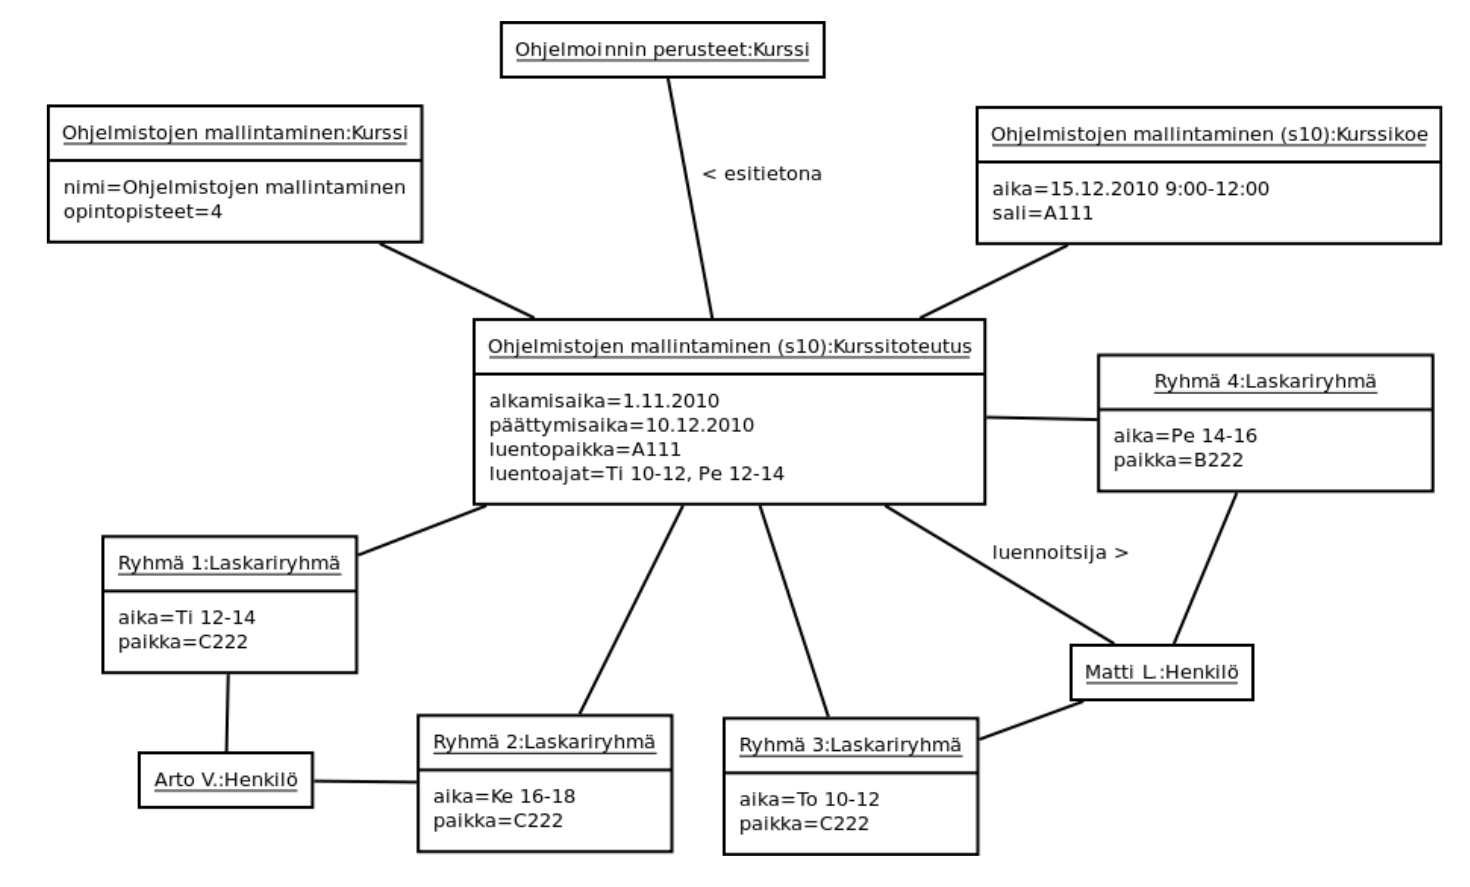 Ohjelmoinnin perusteet:Kurssi
Ohjelmistojen mallintaminen:Kurssi
nimi=Ohjelmistojen mallintaminen
opintopisteet=4
< esitietona
Ohjelmistojen mallintaminen (s10):Kurssikoe
aika=15.12.2010 9:00-12:00
sali=A111
Ohjelmistojen mallintaminen (s10):Kurssitoteutus
alkamisaika=1.11.2010
päättymisaika=10.12.2010
luentopaikka=A111
luentoajat=Ti 10-12, Pe 12-14
Ryhmä 4:Laskariryhmä
aika=Pe 14-16
paikka=B222
luennoitsija >
Ryhmä 1:Laskariryhmä
aika=Ti 12-14
paikka=C222
Matti L.:Henkilö
Arto V.:Henkilö
Ryhmä 2:Laskariryhmä
aika=Ke 16-18
paikka=C222
Ryhmä 3:Laskariryhmä
aika=To 10-12
paikka=C222